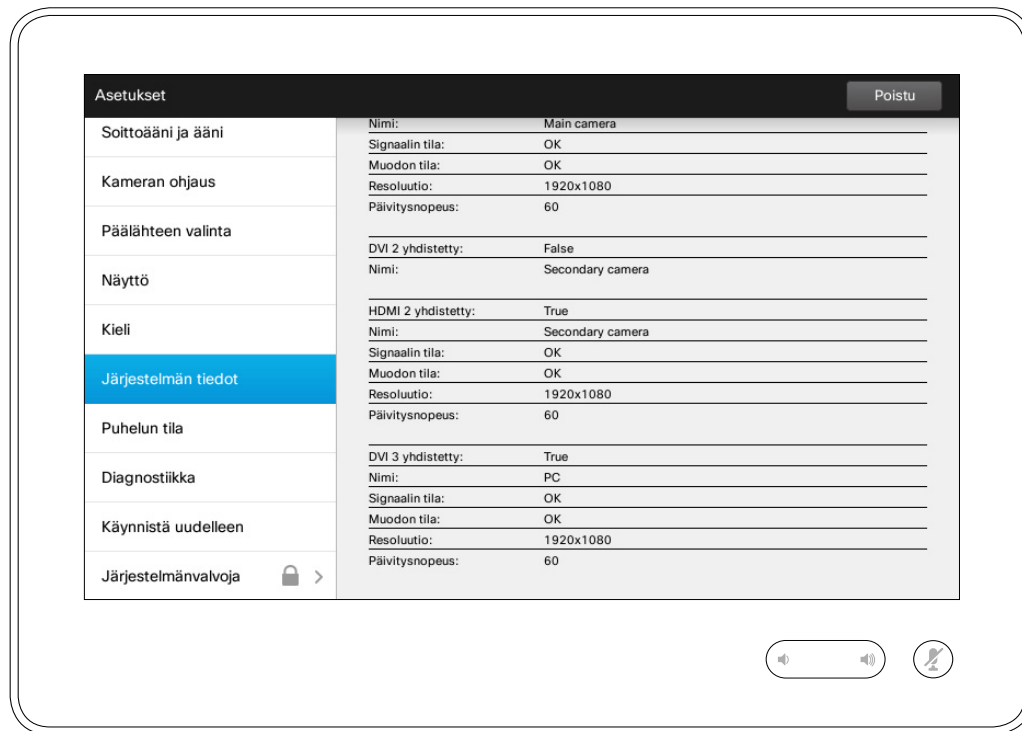 Asetukset
Poistu
Soittoääni ja ääni
Kameran ohjaus
Päälähteen valinta
Näyttö
Kieli
Järjestelmän tiedot
Puhelun tila
Diagnostiikka
Käynnistä uudelleen
Järjestelmänvalvoja
Nimi: Main camera
Signaalin tila: OK
Muodon tila: OK
Resoluutio: 1920x1080
Päivitysnopeus: 60
DVI 2 yhdistetty: False
Nimi: Secondary camera
HDMI 2 yhdistetty: True
Nimi: Secondary camera
Signaalin tila: OK
Muodon tila: OK
Resoluutio: 1920x1080
Päivitysnopeus: 60
DVI 3 yhdistetty: True
Nimi: PC
Signaalin tila: OK
Muodon tila: OK
Resoluutio: 1920x1080
Päivitysnopeus: 60